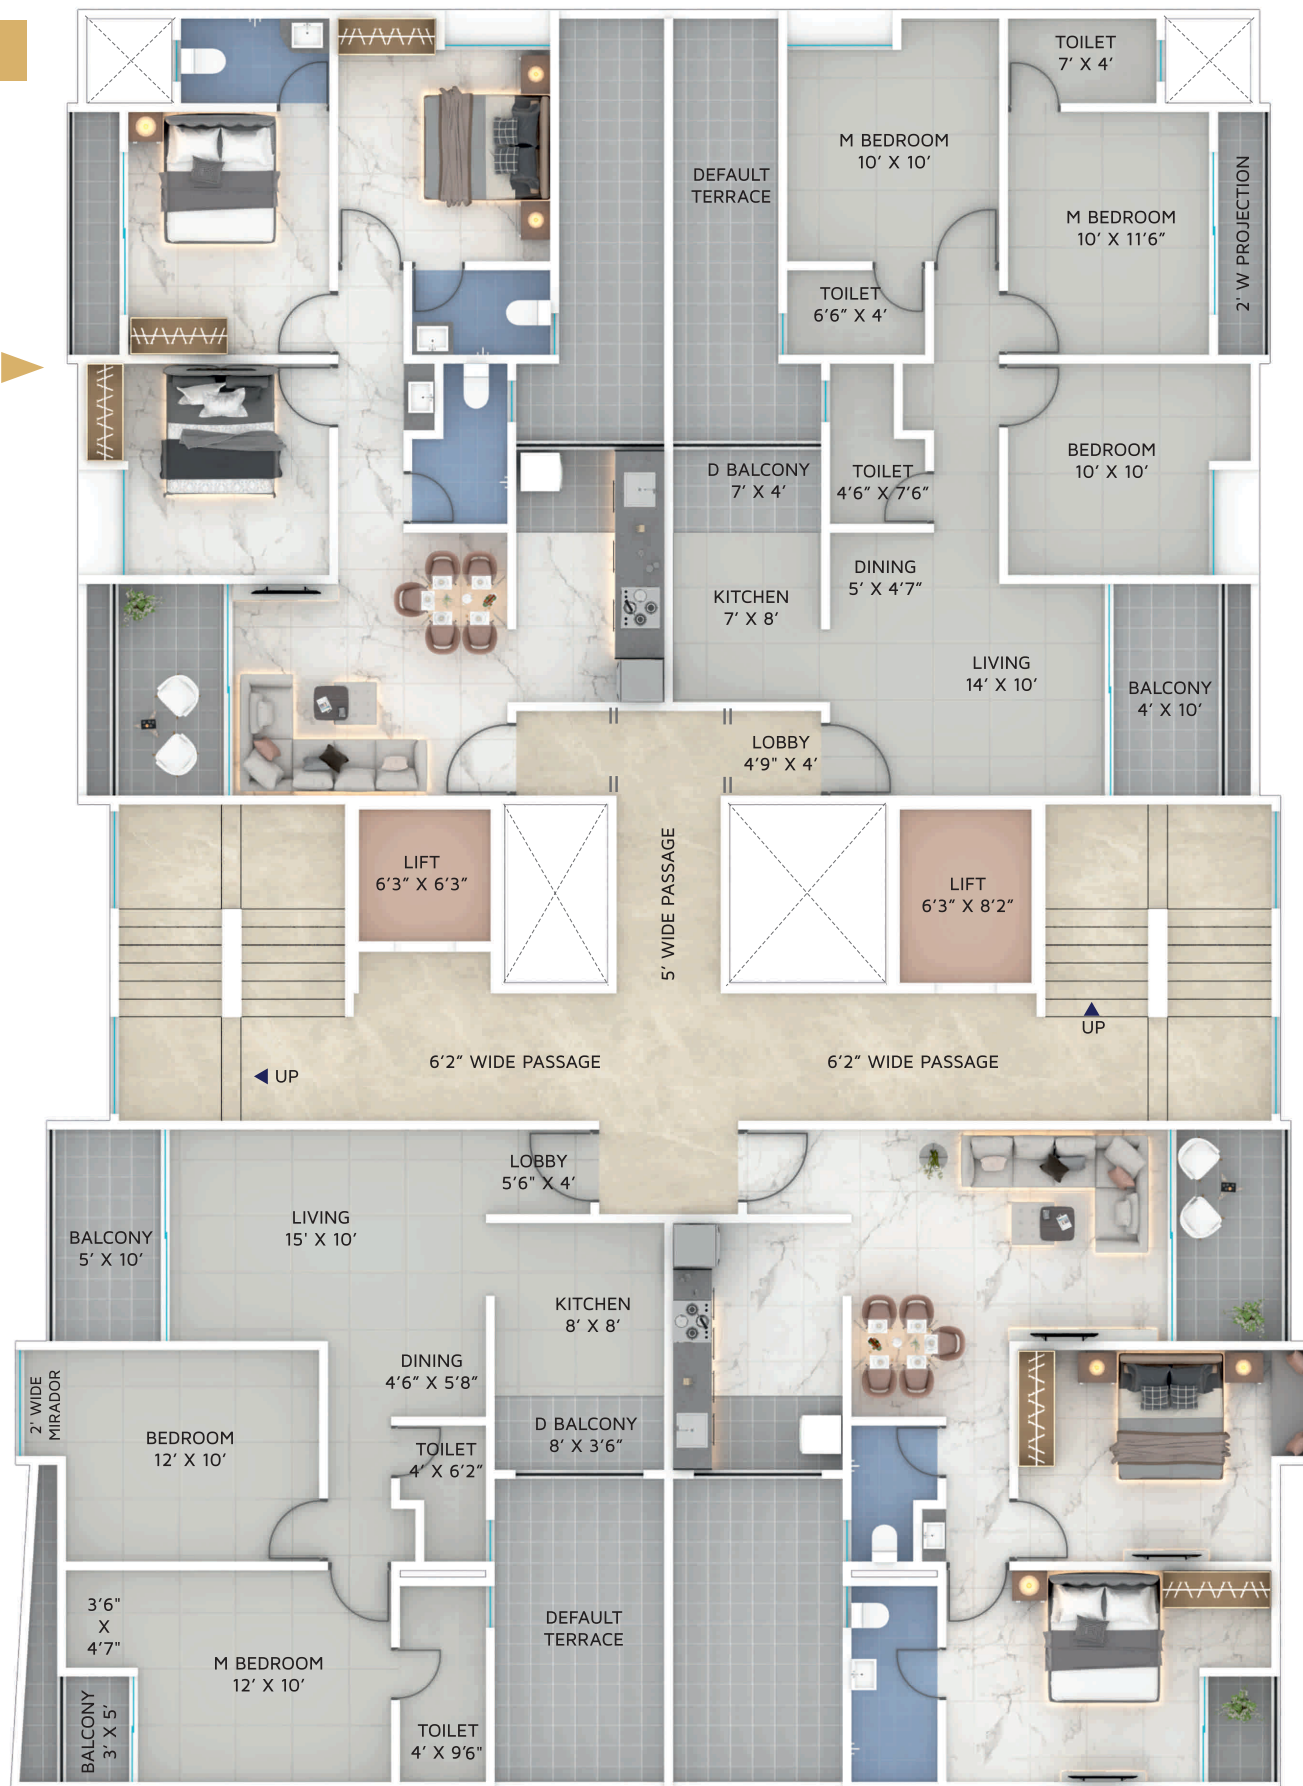 TOILET
7’ X 4’
M BEDROOM
10’ X 10’
DEFAULT
TERRACE
M BEDROOM
10’ X 11’6”
2' W PROJECTION
TOILET
6’6” X 4’
BEDROOM
10’ X 10’
D BALCONY
7’ X 4’
TOILET
4’6” X 7’6”
DINING
5’ X 4’7”
KITCHEN
7’ X 8’
LIVING
14’ X 10’
BALCONY
4’ X 10’
LOBBY
4’9" X 4’
5’ WIDE PASSAGE
LIFT
6’3” X 6’3”
LIFT
6’3” X 8’2”
UP
6’2” WIDE PASSAGE
6’2” WIDE PASSAGE
UP
LOBBY
5’6" X 4’
LIVING
15' X 10’
BALCONY
5’ X 10’
KITCHEN
8’ X 8’
DINING
4’6” X 5’8”
2' WIDE
MIRADOR
BEDROOM
12’ X 10’
D BALCONY
8’ X 3’6”
TOILET
4’ X 6’2”
3’6"
X
4’7"
DEFAULT
TERRACE
M BEDROOM
12’ X 10’
BALCONY
3’ X 5’
TOILET
4’ X 9’6"